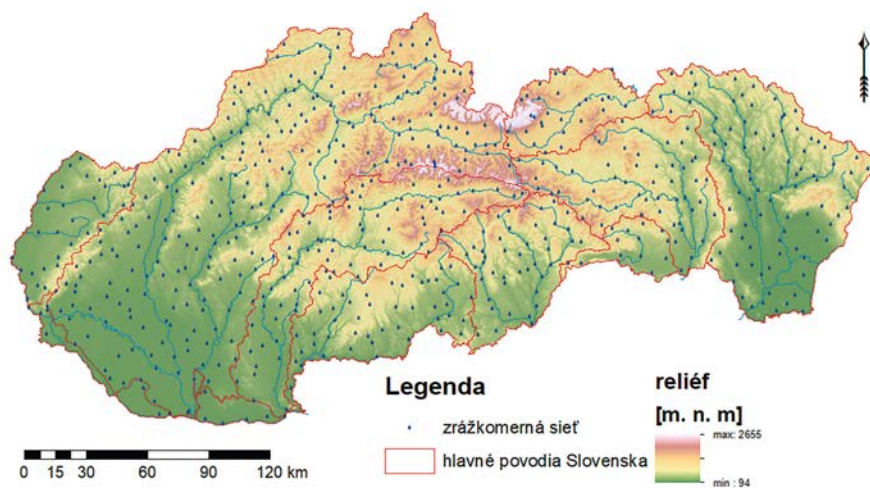 Legenda
zrážkomerná sieť
hlavné povodia Slovenska
reliéf
[m. n. m]
max: 2655
min : 94
0 15 30 60 90 120 km